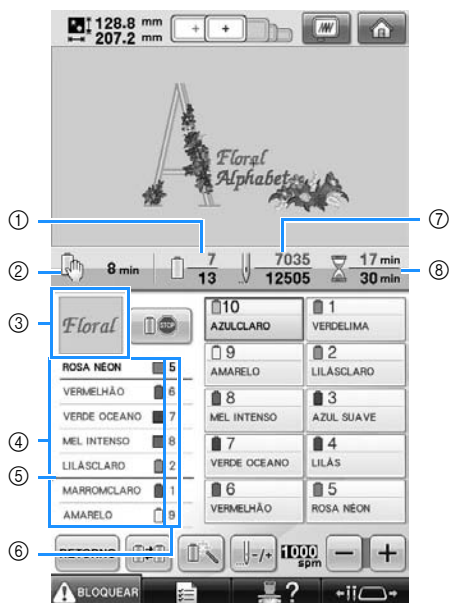 128.8 mm
207.2 mm
Floral
Alphabet
① ⑦
7 7035 17 min
② 8 min ⑧
13 12505 30 min
③ Floral STOP
10 AZULCLARO
1 VERDELIMA
ROSA NÉON 5
9 AMARELO
2 LILÁSCLARO
VERMELHÃO 6
④ VERDE OCEANO 7
8 MEL INTENSO
3 AZUL SUAVE
MEL INTENSO 8
⑤ LILÁSCLARO 2
7 VERDE OCEANO
4 LILÁS
MARROMCLARO 1
AMARELO 9
6 VERMELHÃO
5 ROSA NÉON
⑥
RETORNO -/+ 1000 spm - +
BLOQUEAR ?